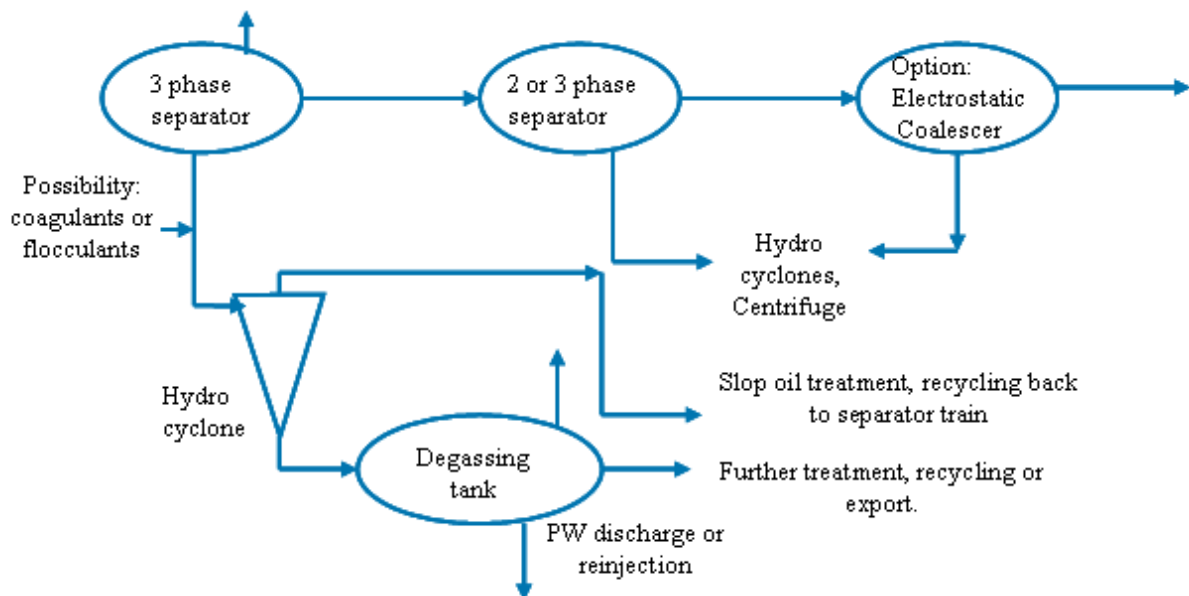 3 phase
separator
2 or 3 phase
separator
Option:
Electrostatic
Coalescer
Possibility:
coagulants or
flocculants
Hydro
cyclones,
Centrifuge
Hydro
cyclone
Slop oil treatment, recycling back
to separator train
Degassing
tank
Further treatment, recycling or
export.
PW discharge or
reinjection